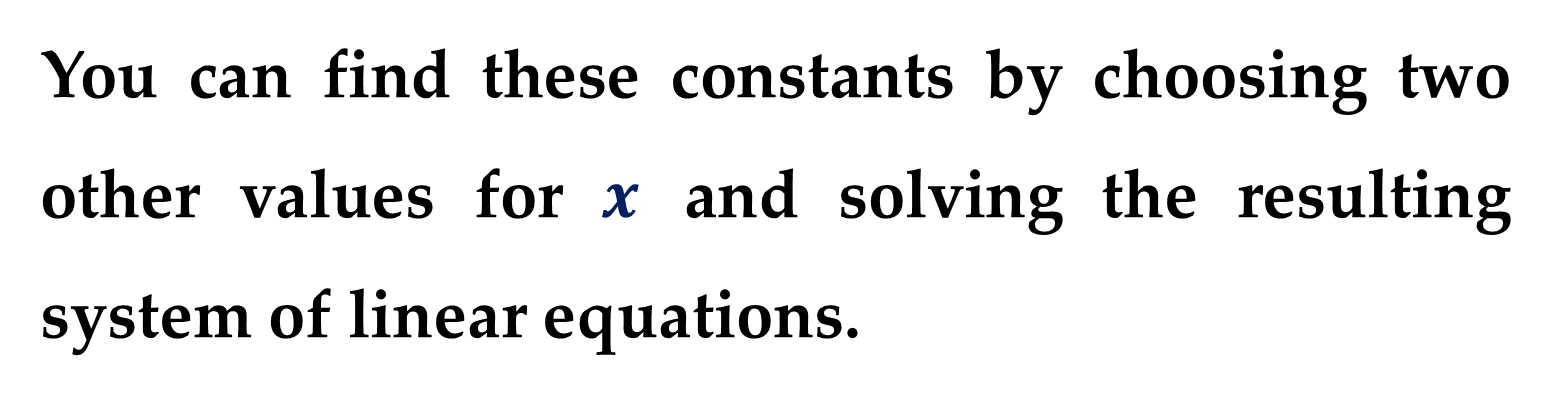 You can find these constants by choosing two
other values for x and solving the resulting
system of linear equations.